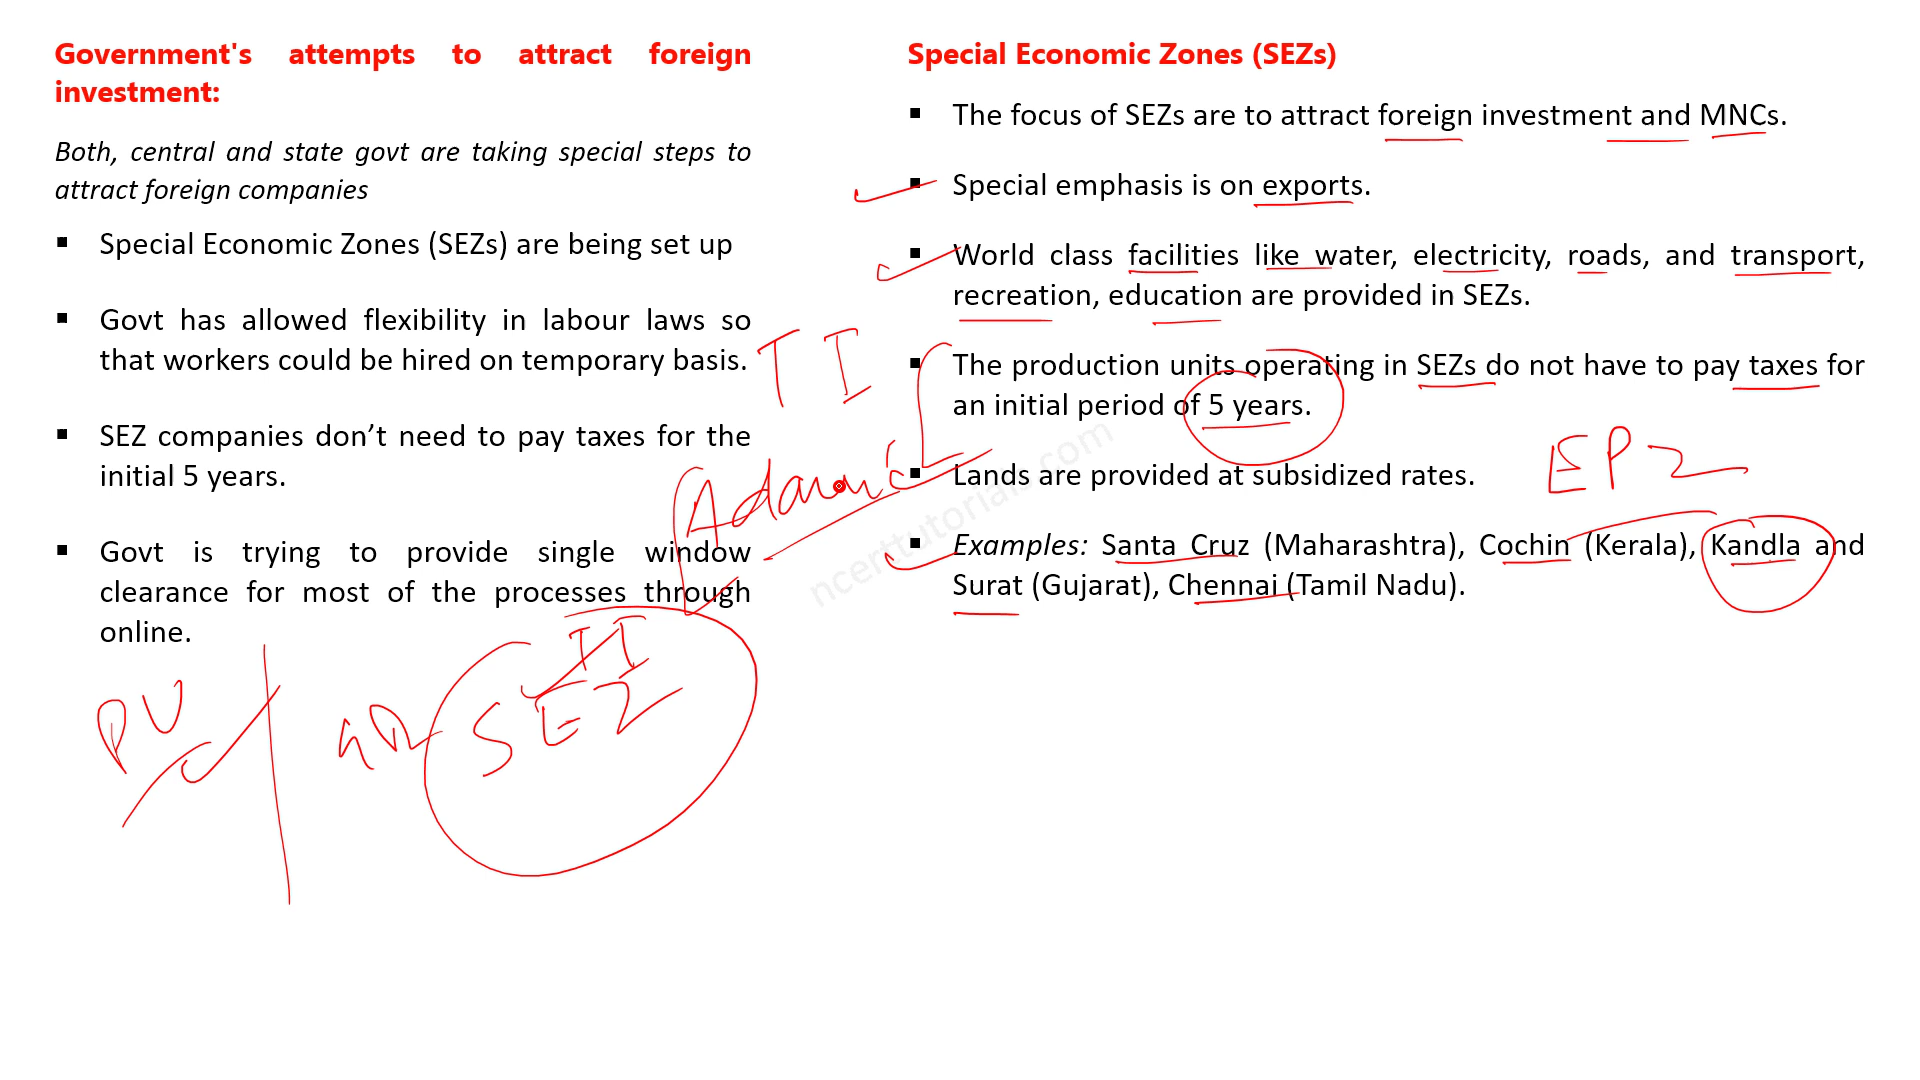 Government's attempts to attract foreign
investment:
Both, central and state govt are taking special steps to
attract foreign companies
▪ Special Economic Zones (SEZs) are being set up
▪ Govt has allowed flexibility in labour laws so
that workers could be hired on temporary basis.
▪ SEZ companies don’t need to pay taxes for the
initial 5 years.
▪ Govt is trying to provide single window
clearance for most of the processes through
online.
PU
II
SEZ
TI
Adani
Special Economic Zones (SEZs)
▪ The focus of SEZs are to attract foreign investment and MNCs.
▪ Special emphasis is on exports.
▪ World class facilities like water, electricity, roads, and transport,
recreation, education are provided in SEZs.
▪ The production units operating in SEZs do not have to pay taxes for
an initial period of 5 years.
▪ Lands are provided at subsidized rates.
EPZ
▪ Examples: Santa Cruz (Maharashtra), Cochin (Kerala), Kandla and
Surat (Gujarat), Chennai (Tamil Nadu).
ncerttutorials.com